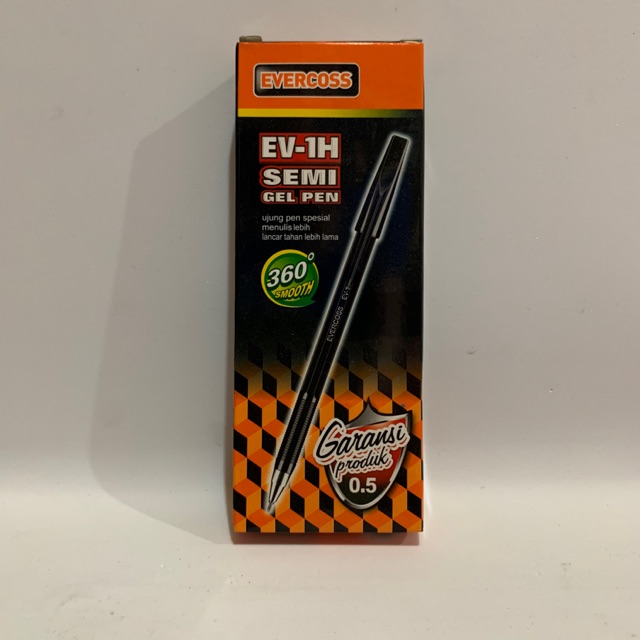 EVERCOSS
EV-1H
SEMI
GEL PEN
ujung pen spesial
menulis lebih
lancar tahan lebih lama
360°
SMOOTH
EVERCOSS
Garansi
produk
0.5